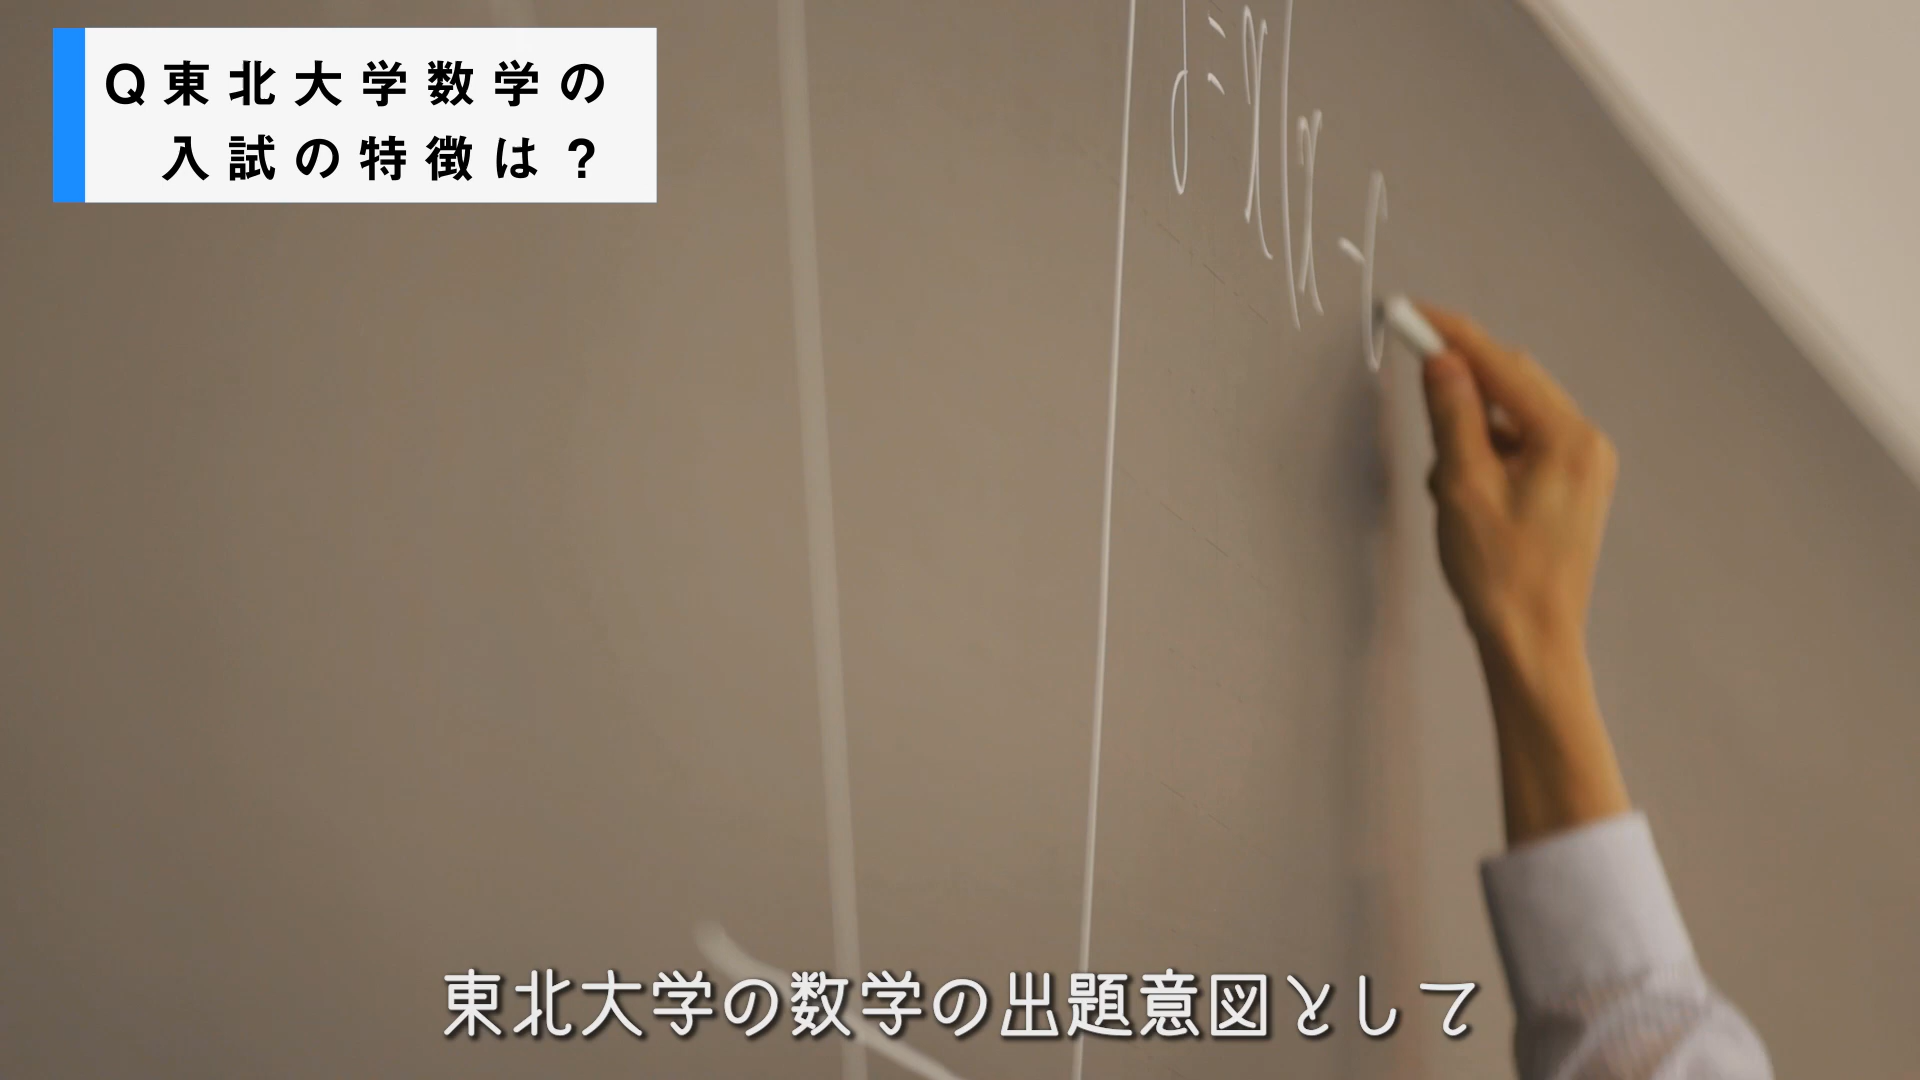 Q東北大学数学の
入試の特徴は?
東北大学の数学の出題意図として